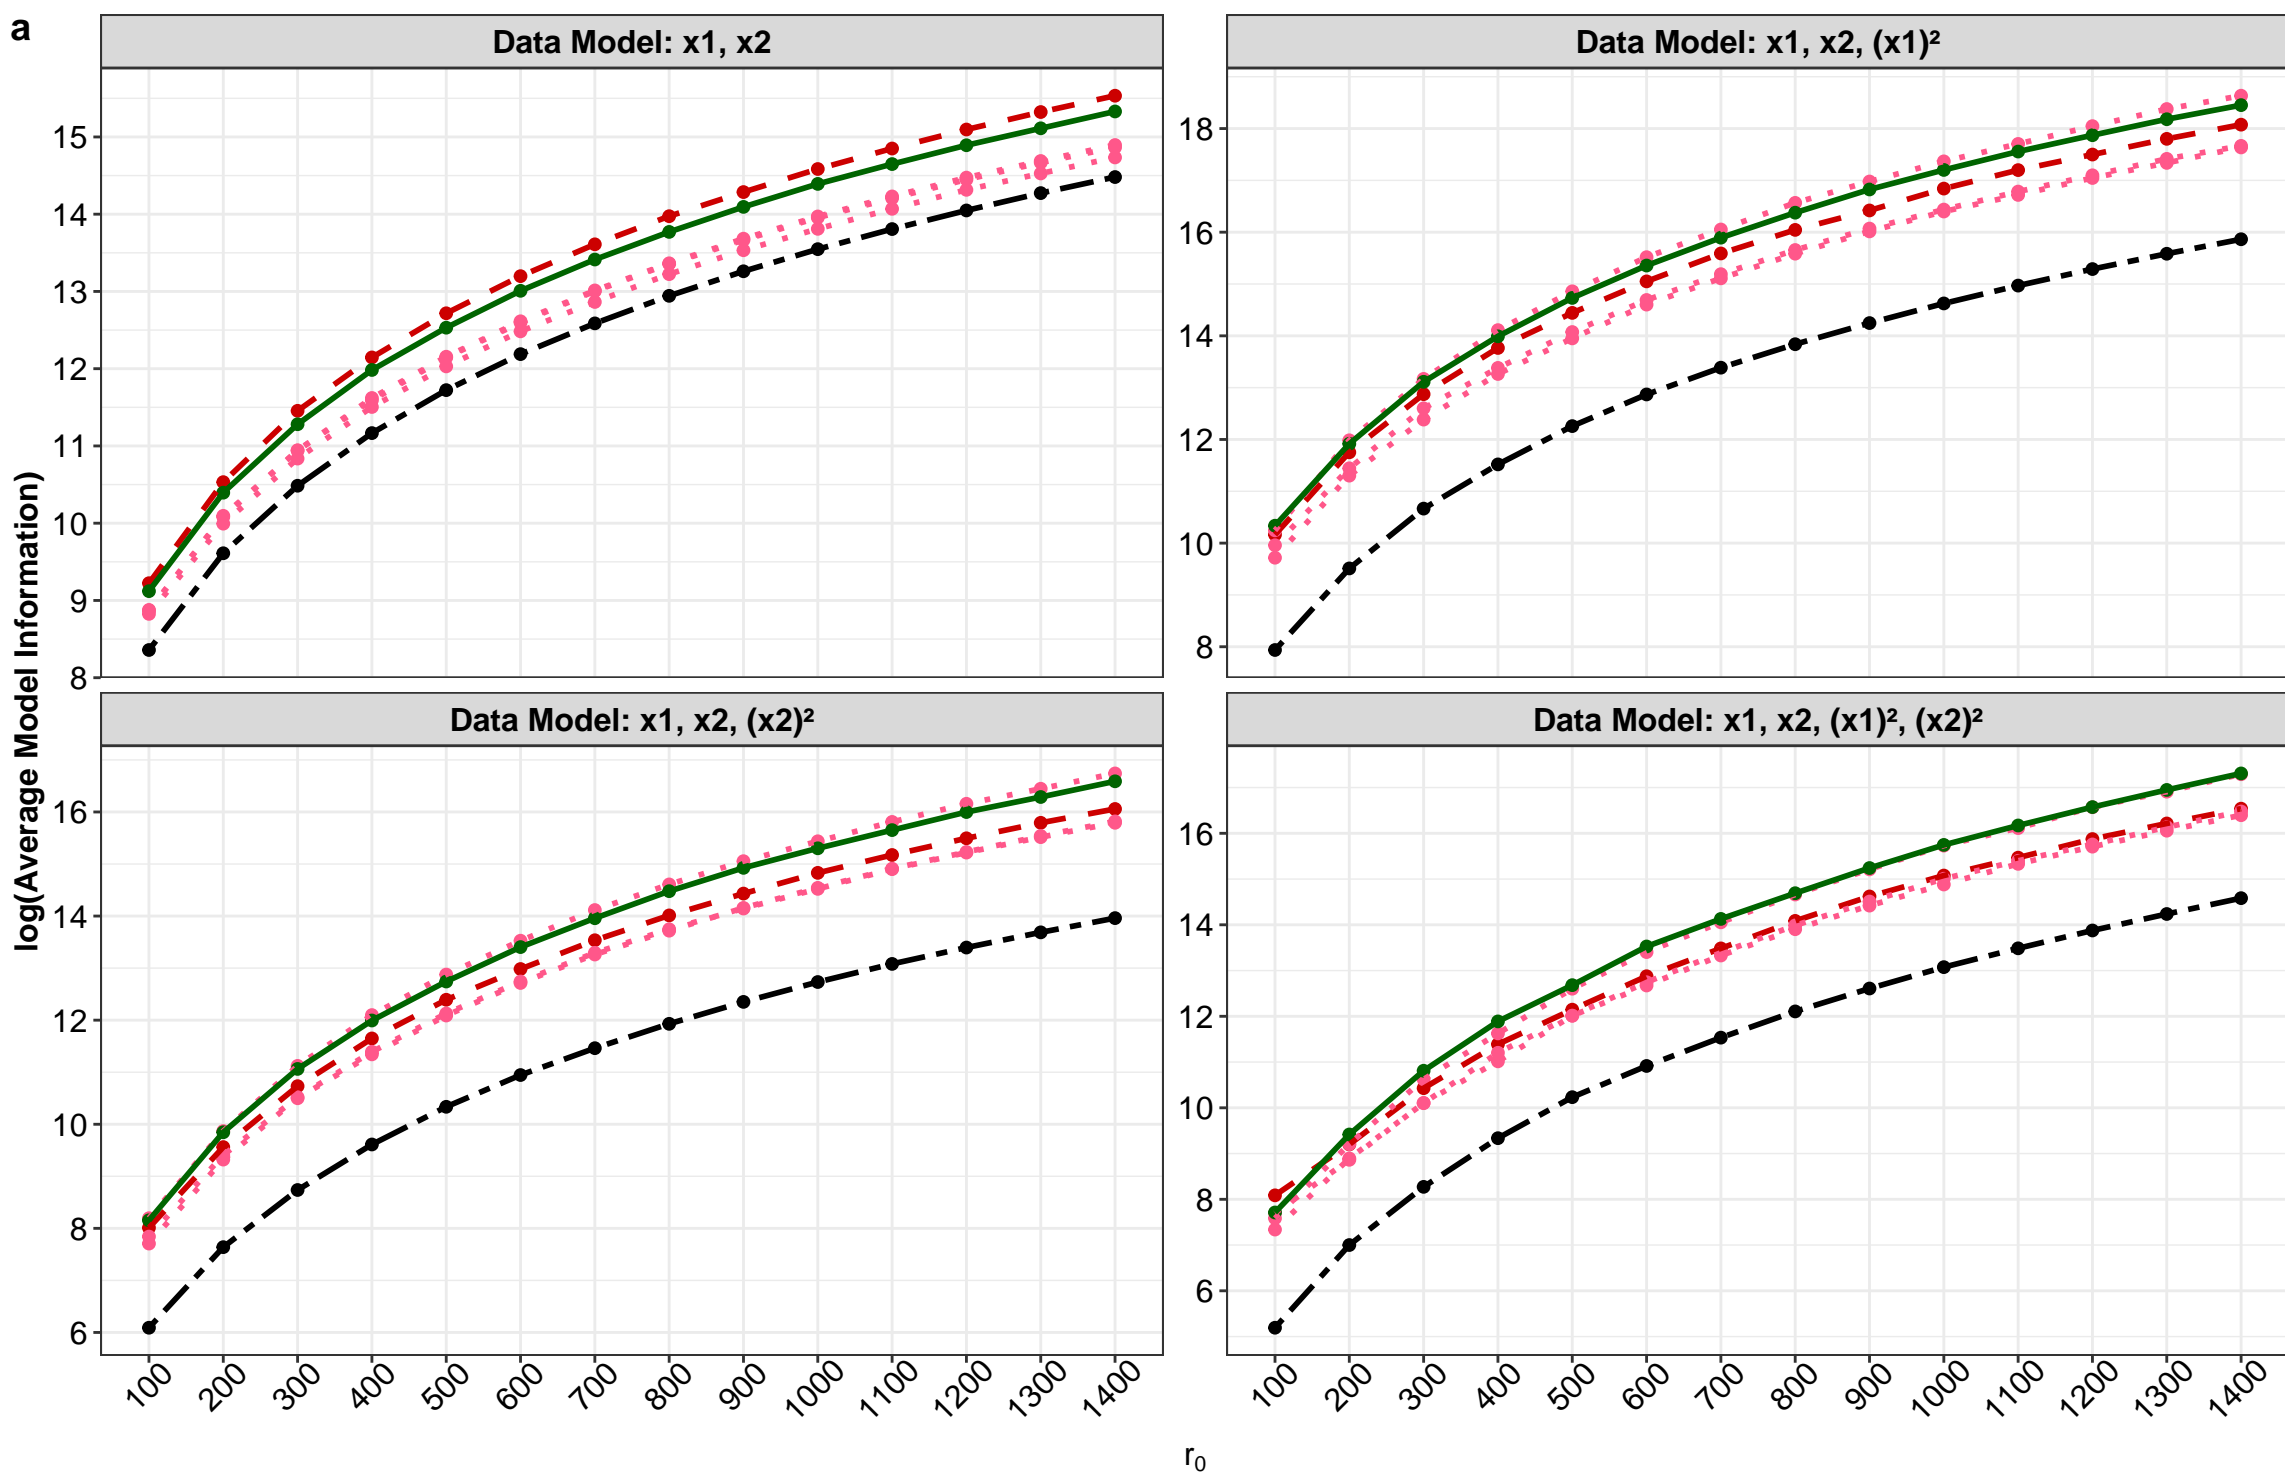 a
Data Model: x1, x2
Data Model: x1, x2, (x1)²
log(Average Model Information)
15
14
13
12
11
10
9
8
18
16
14
12
10
8
Data Model: x1, x2, (x2)²
Data Model: x1, x2, (x1)², (x2)²
16
14
12
10
8
6
16
14
12
10
8
6
100 200 300 400 500 600 700 800 900 1000 1100 1200 1300 1400
100 200 300 400 500 600 700 800 900 1000 1100 1200 1300 1400
r₀